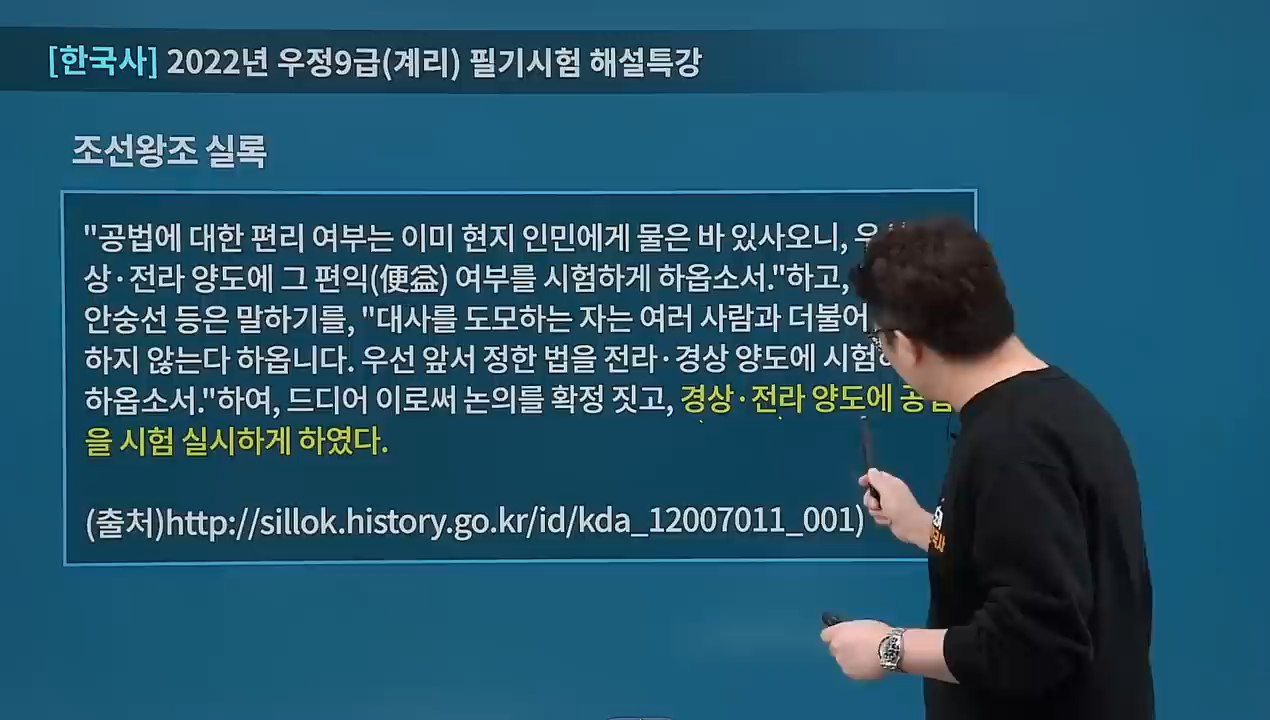 [한국사] 2022년 우정9급(계리) 필기시험 해설특강
조선왕조 실록
"공법에 대한 편리 여부는 이미 현지 인민에게 물은 바 있사오니,
상·전라 양도에 그 편익(便益) 여부를 시험하게 하옵소서."하고,
안숭선 등은 말하기를, "대사를 도모하는 자는 여러 사람과 더불어
하지 않는다 하옵니다. 우선 앞서 정한 법을 전라·경상 양도에
하옵소서."하여, 드디어 이로써 논의를 확정 짓고, 경상·전라 양도에 공법
을 시험 실시하게 하였다.
(출처)http://sillok.history.go.kr/id/kda_12007011_001)